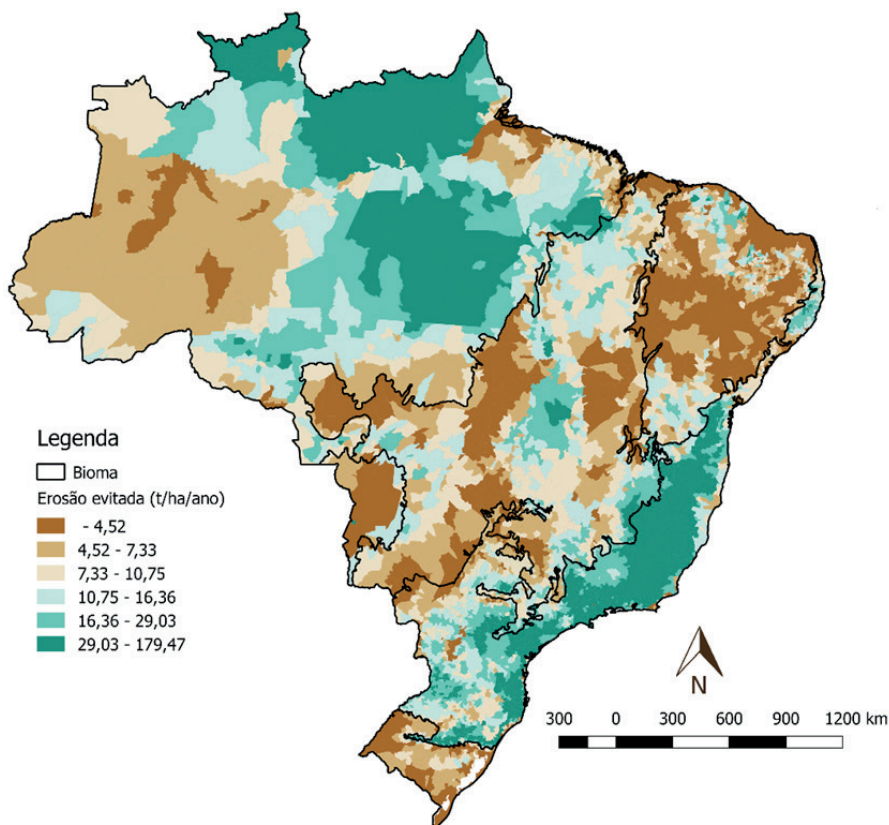 Legenda
Bioma
Erosão evitada (t/ha/ano)
- 4,52
4,52 - 7,33
7,33 - 10,75
10,75 - 16,36
16,36 - 29,03
29,03 - 179,47
N
300 0 300 600 900 1200 km